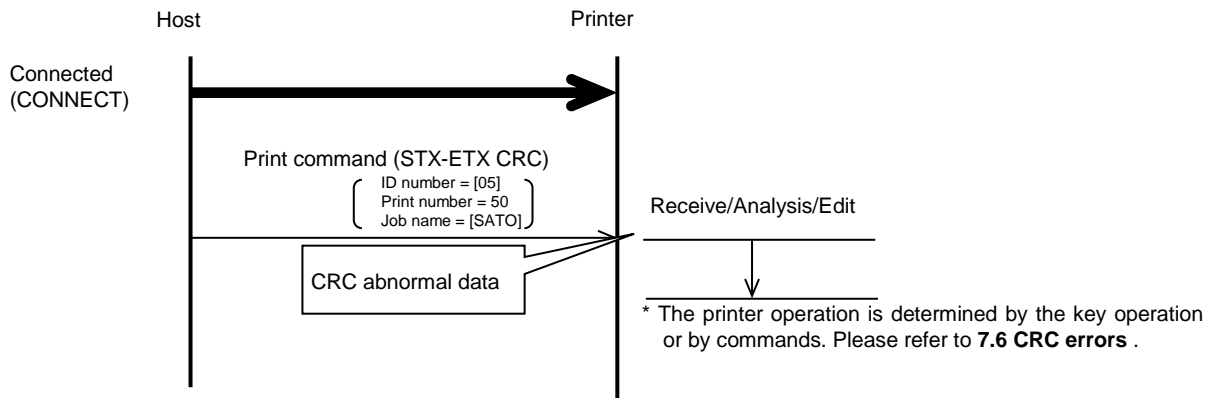 Host
Printer
Connected
(CONNECT)
Print command (STX-ETX CRC)
ID number = [05]
Print number = 50
Job name = [SATO]
Receive/Analysis/Edit
CRC abnormal data
* The printer operation is determined by the key operation
or by commands. Please refer to 7.6 CRC errors .